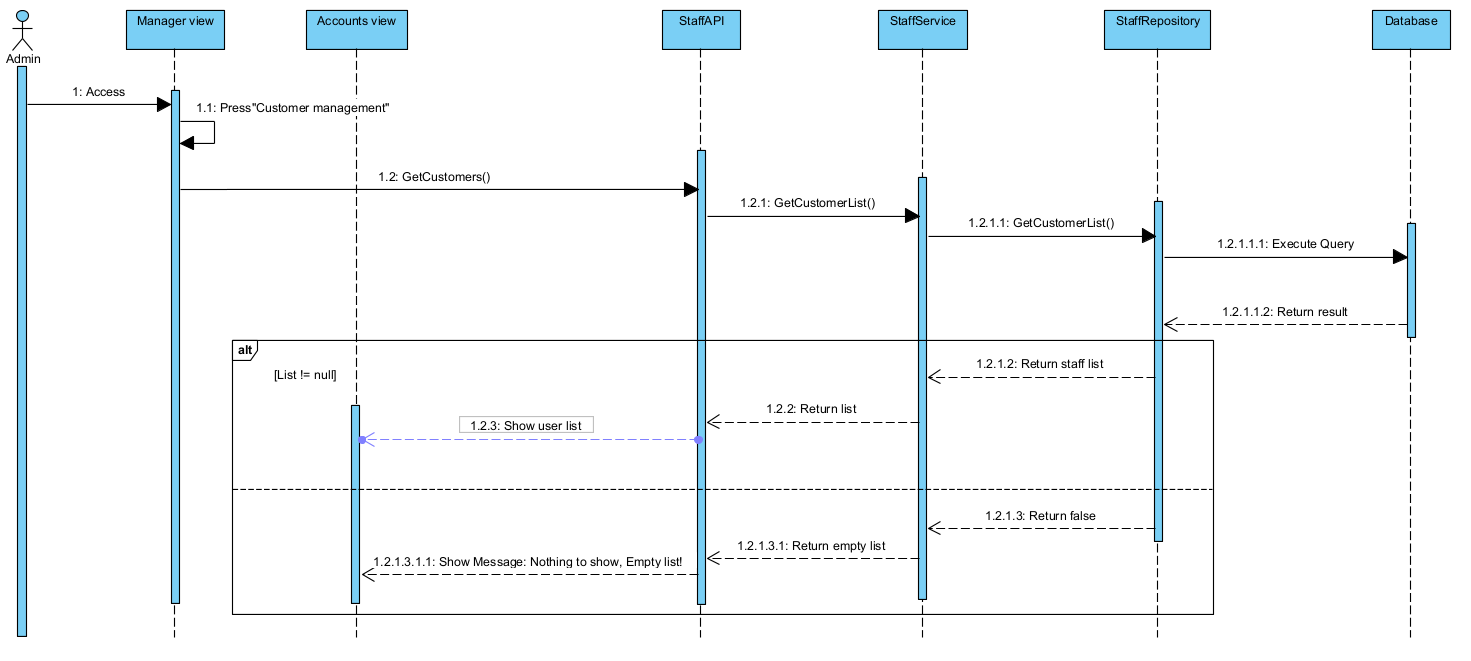 Admin
Manager view
Accounts view
StaffAPI
StaffService
StaffRepository
Database
1: Access
1.1: Press"Customer management"
1.2: GetCustomers()
1.2.1: GetCustomerList()
1.2.1.1: GetCustomerList()
1.2.1.1.1: Execute Query
1.2.1.1.2: Return result
alt
[List != null]
1.2.1.2: Return staff list
1.2.2: Return list
1.2.3: Show user list
1.2.1.3: Return false
1.2.1.3.1: Return empty list
1.2.1.3.1.1: Show Message: Nothing to show, Empty list!